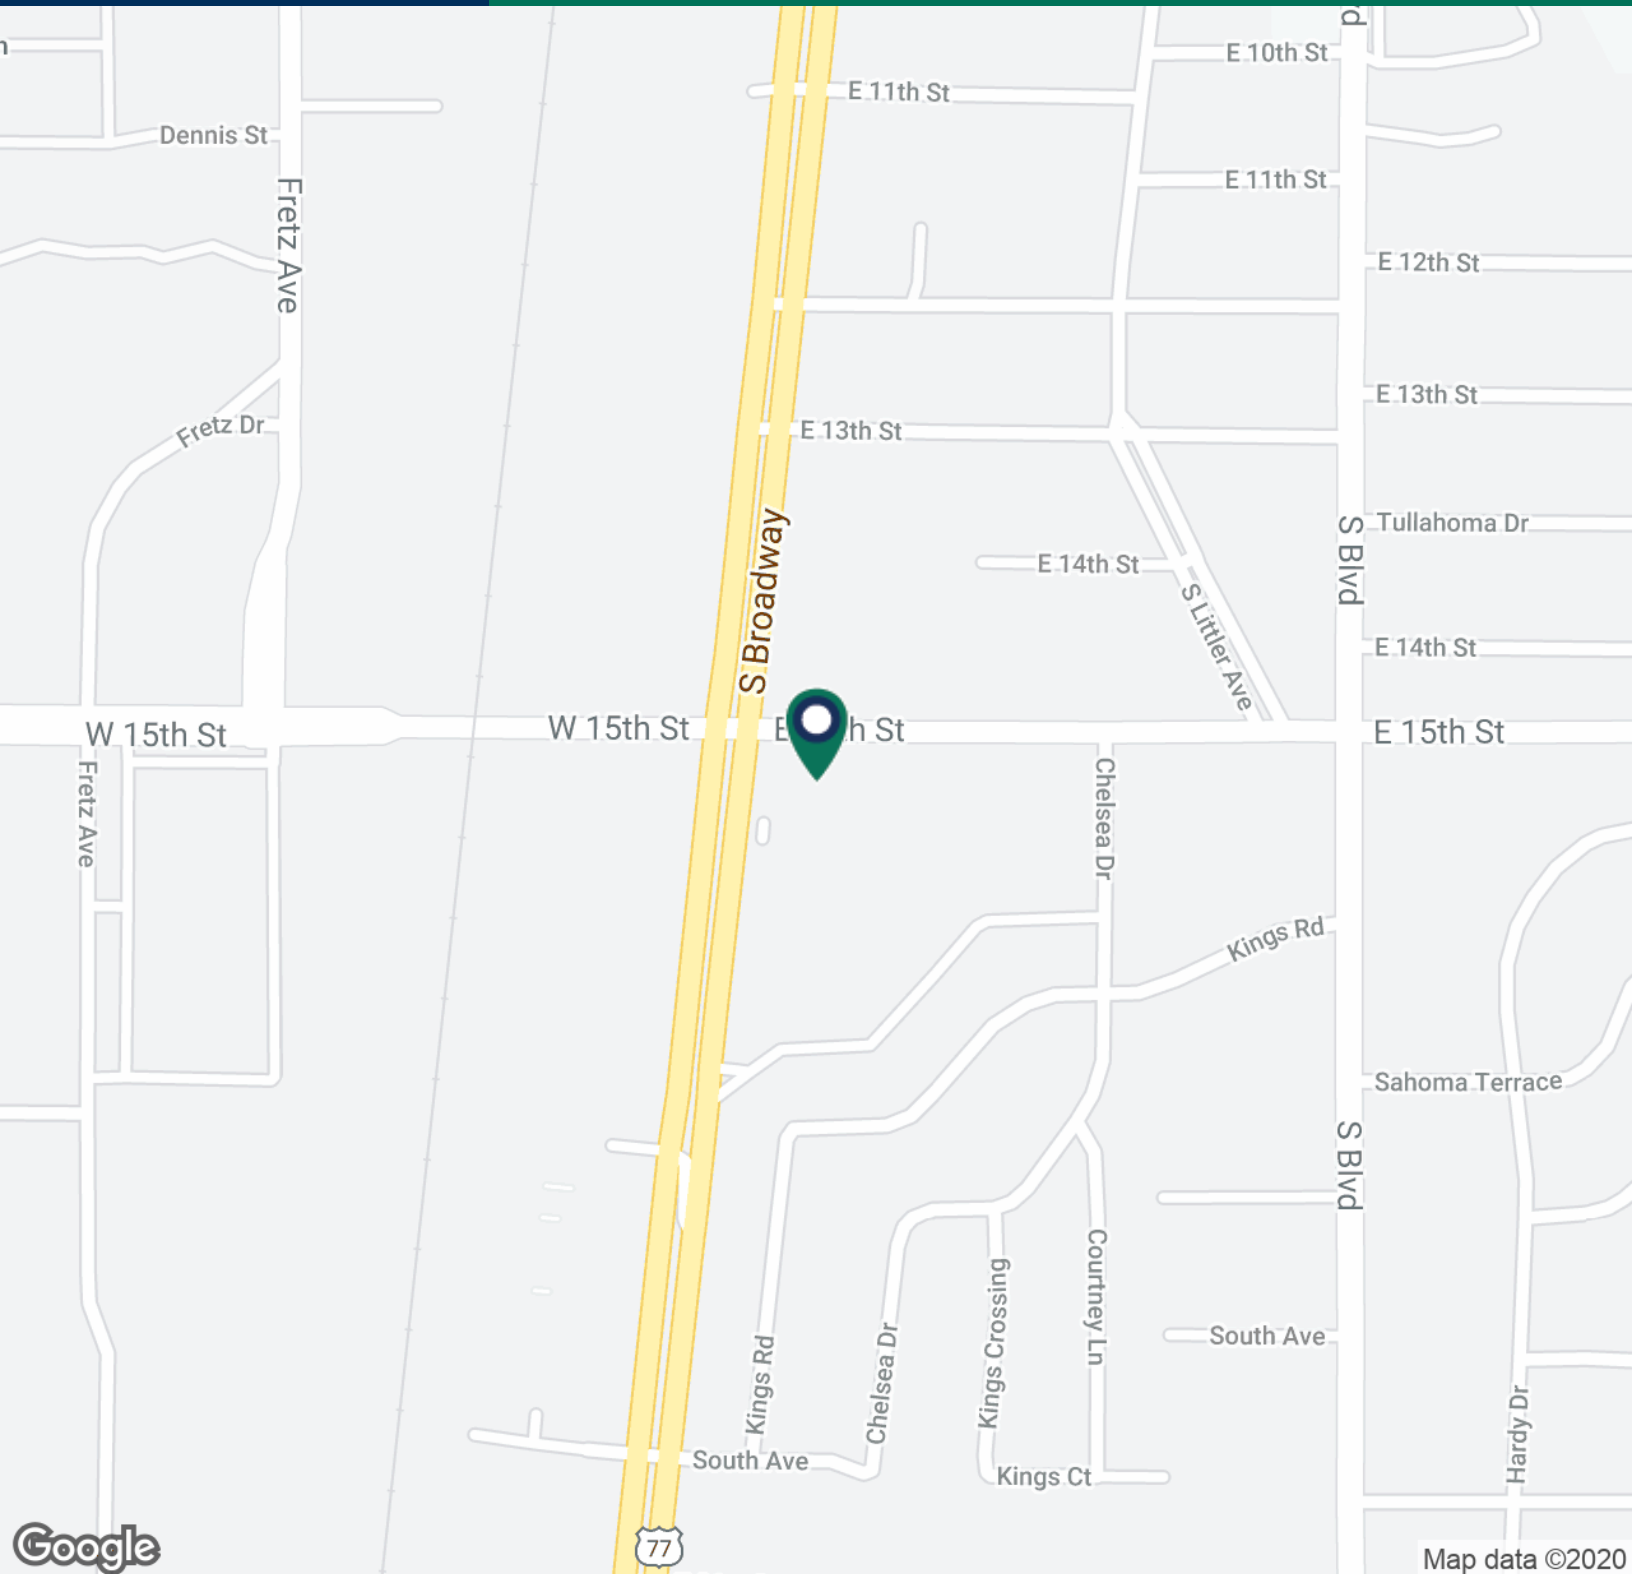 E 10th St
E 11th St
Dennis St
Fretz Ave
E 11th St
E 12th St
E 13th St
Fretz Dr
E 13th St
S Broadway
S Blvd
Tullahoma Dr
E 14th St
S Littler Ave
E 14th St
W 15th St
W 15th St
E 15th St
Fretz Ave
Chelsea Dr
Kings Rd
Sahoma Terrace
S Blvd
Courtney Ln
Kings Crossing
Chelsea Dr
Kings Rd
South Ave
Hardy Dr
South Ave
Kings Ct
77
Google
Map data ©2020